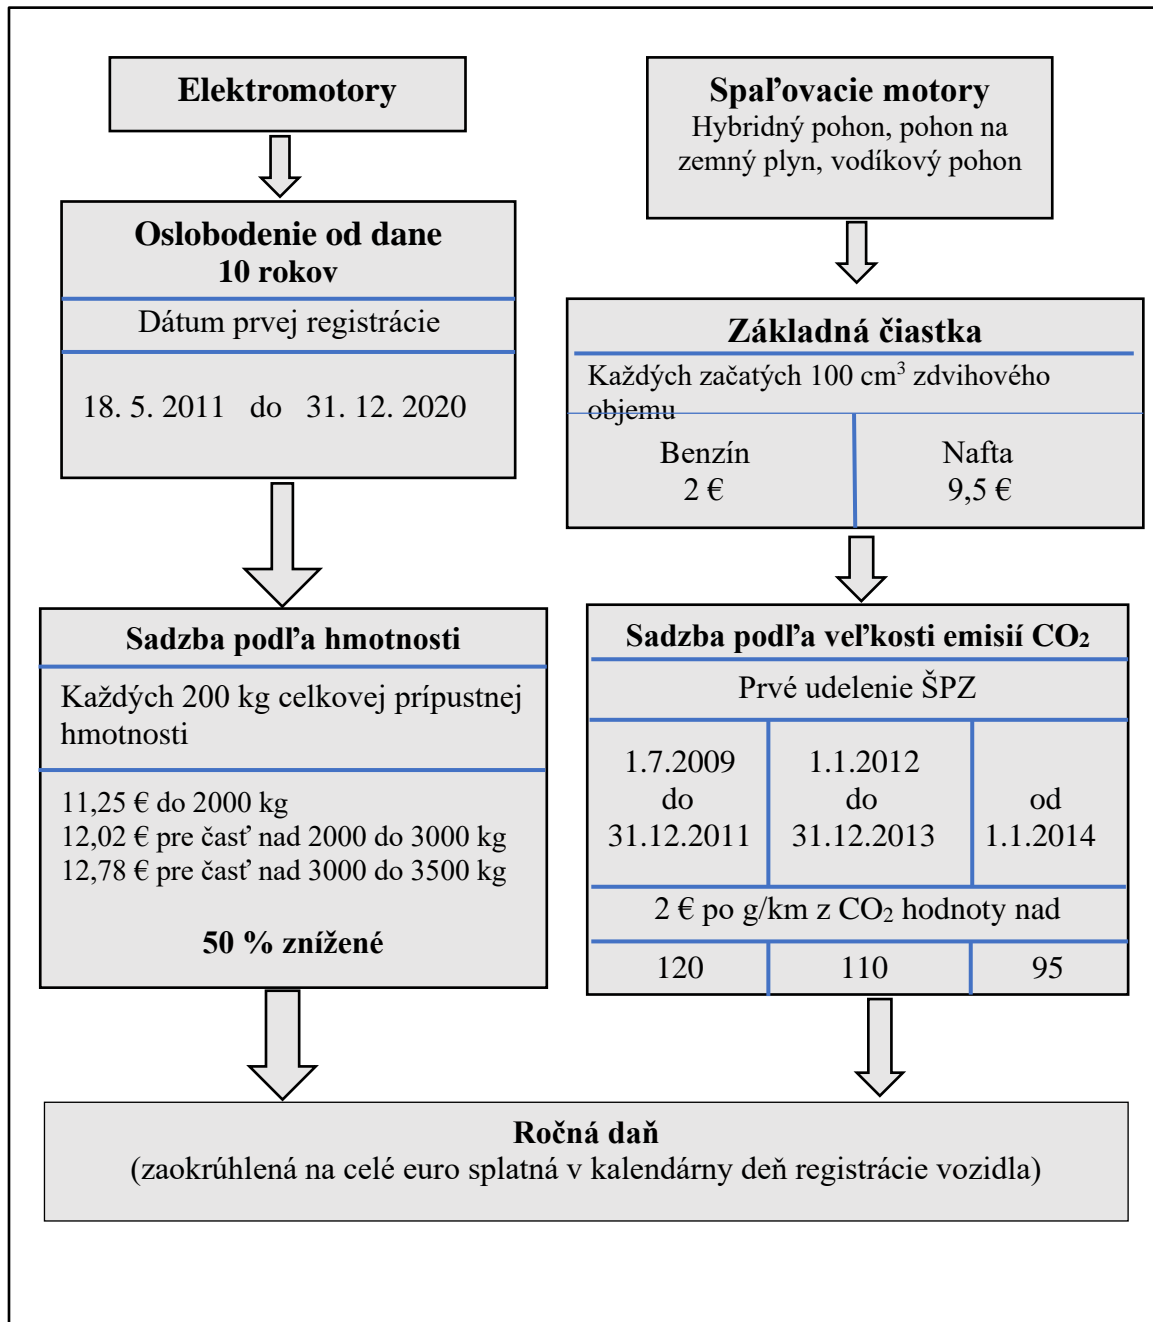 Elektromotory
Oslobodenie od dane
10 rokov
Dátum prvej registrácie
18. 5. 2011 do 31. 12. 2020
Sadzba podľa hmotnosti
Každých 200 kg celkovej prípustnej
hmotnosti
11,25 € do 2000 kg
12,02 € pre časť nad 2000 do 3000 kg
12,78 € pre časť nad 3000 do 3500 kg
50 % znížené
Spaľovacie motory
Hybridný pohon, pohon na
zemný plyn, vodíkový pohon
Základná čiastka
Každých začatých 100 cm³ zdvihového
objemu
Benzín
2 €
Nafta
9,5 €
Sadzba podľa veľkosti emisií CO₂
Prvé udelenie ŠPZ
1.7.2009
do
31.12.2011
1.1.2012
do
31.12.2013
od
1.1.2014
2 € po g/km z CO₂ hodnoty nad
120
110
95
Ročná daň
(zaokrúhlená na celé euro splatná v kalendárny deň registrácie vozidla)